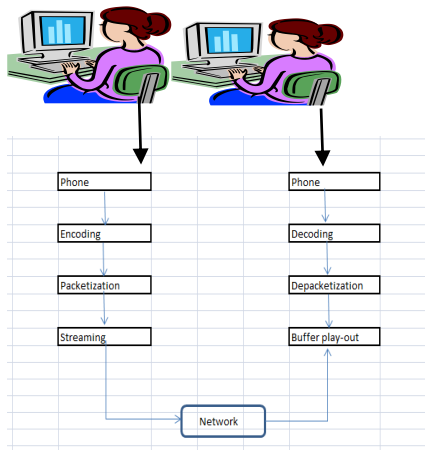 Phone
Phone
Encoding
Decoding
Packetization
Depacketization
Streaming
Buffer play-out
Network